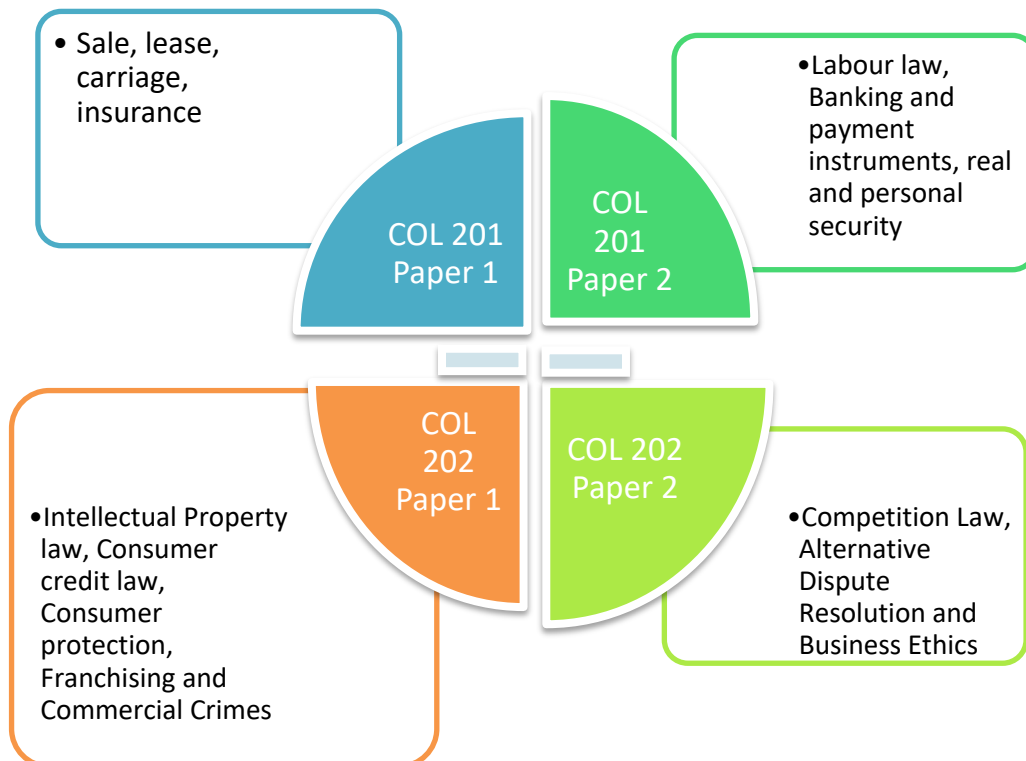 • Sale, lease,
carriage,
insurance
•Labour law,
Banking and
payment
instruments, real
and personal
security
COL 201
Paper 1
COL
201
Paper 2
COL
202
Paper 1
COL 202
Paper 2
•Intellectual Property
law, Consumer
credit law,
Consumer
protection,
Franchising and
Commercial Crimes
•Competition Law,
Alternative
Dispute
Resolution and
Business Ethics